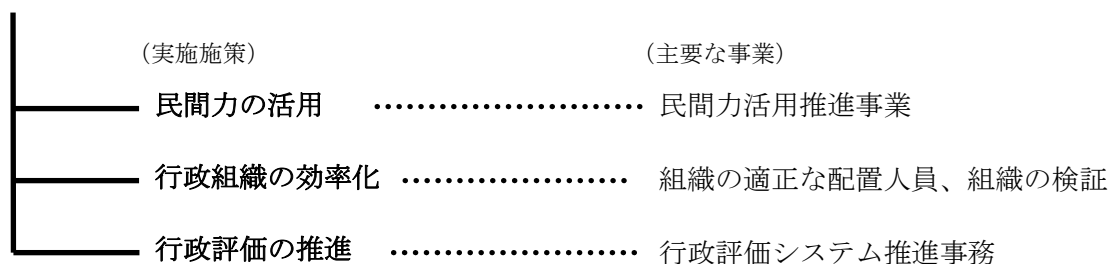 （実施施策） （主要な事業）
民間力の活用 ……………………… 民間力活用推進事業
行政組織の効率化 ………………… 組織の適正な配置人員、組織の検証
行政評価の推進 …………………… 行政評価システム推進事務